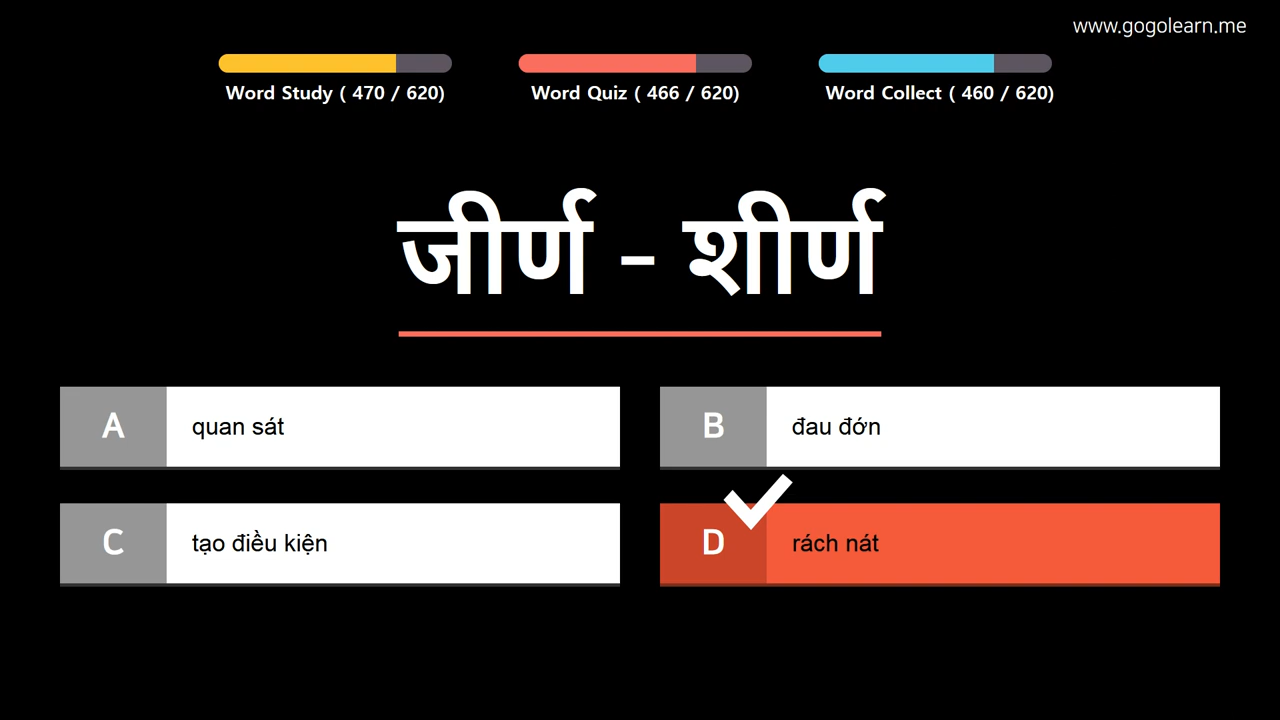 www.gogolearn.me
Word Study ( 470 / 620)
Word Quiz ( 466 / 620)
Word Collect ( 460 / 620)
जीर्ण - शीर्ण
A quan sát
B đau đớn
C tạo điều kiện
D rách nát